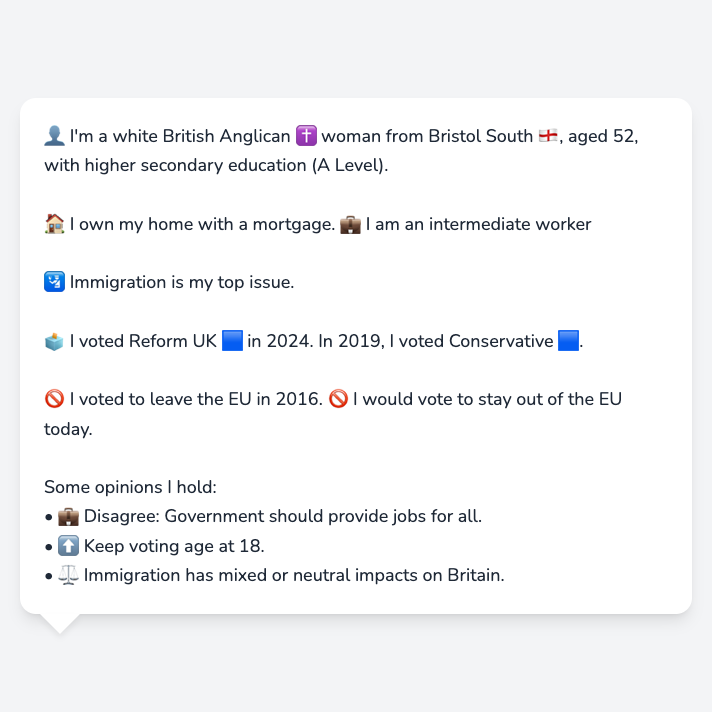 👤 I'm a white British Anglican ✝️ woman from Bristol South 🏴󠁧󠁢󠁥󠁮󠁧󠁿, aged 52,
with higher secondary education (A Level).
🏠 I own my home with a mortgage. 💼 I am an intermediate worker
🛂 Immigration is my top issue.
🗳️ I voted Reform UK 🟦 in 2024. In 2019, I voted Conservative 🟦.
🚫 I voted to leave the EU in 2016. 🚫 I would vote to stay out of the EU
today.
Some opinions I hold:
• 💼 Disagree: Government should provide jobs for all.
• ⬆️ Keep voting age at 18.
• ⚖️ Immigration has mixed or neutral impacts on Britain.